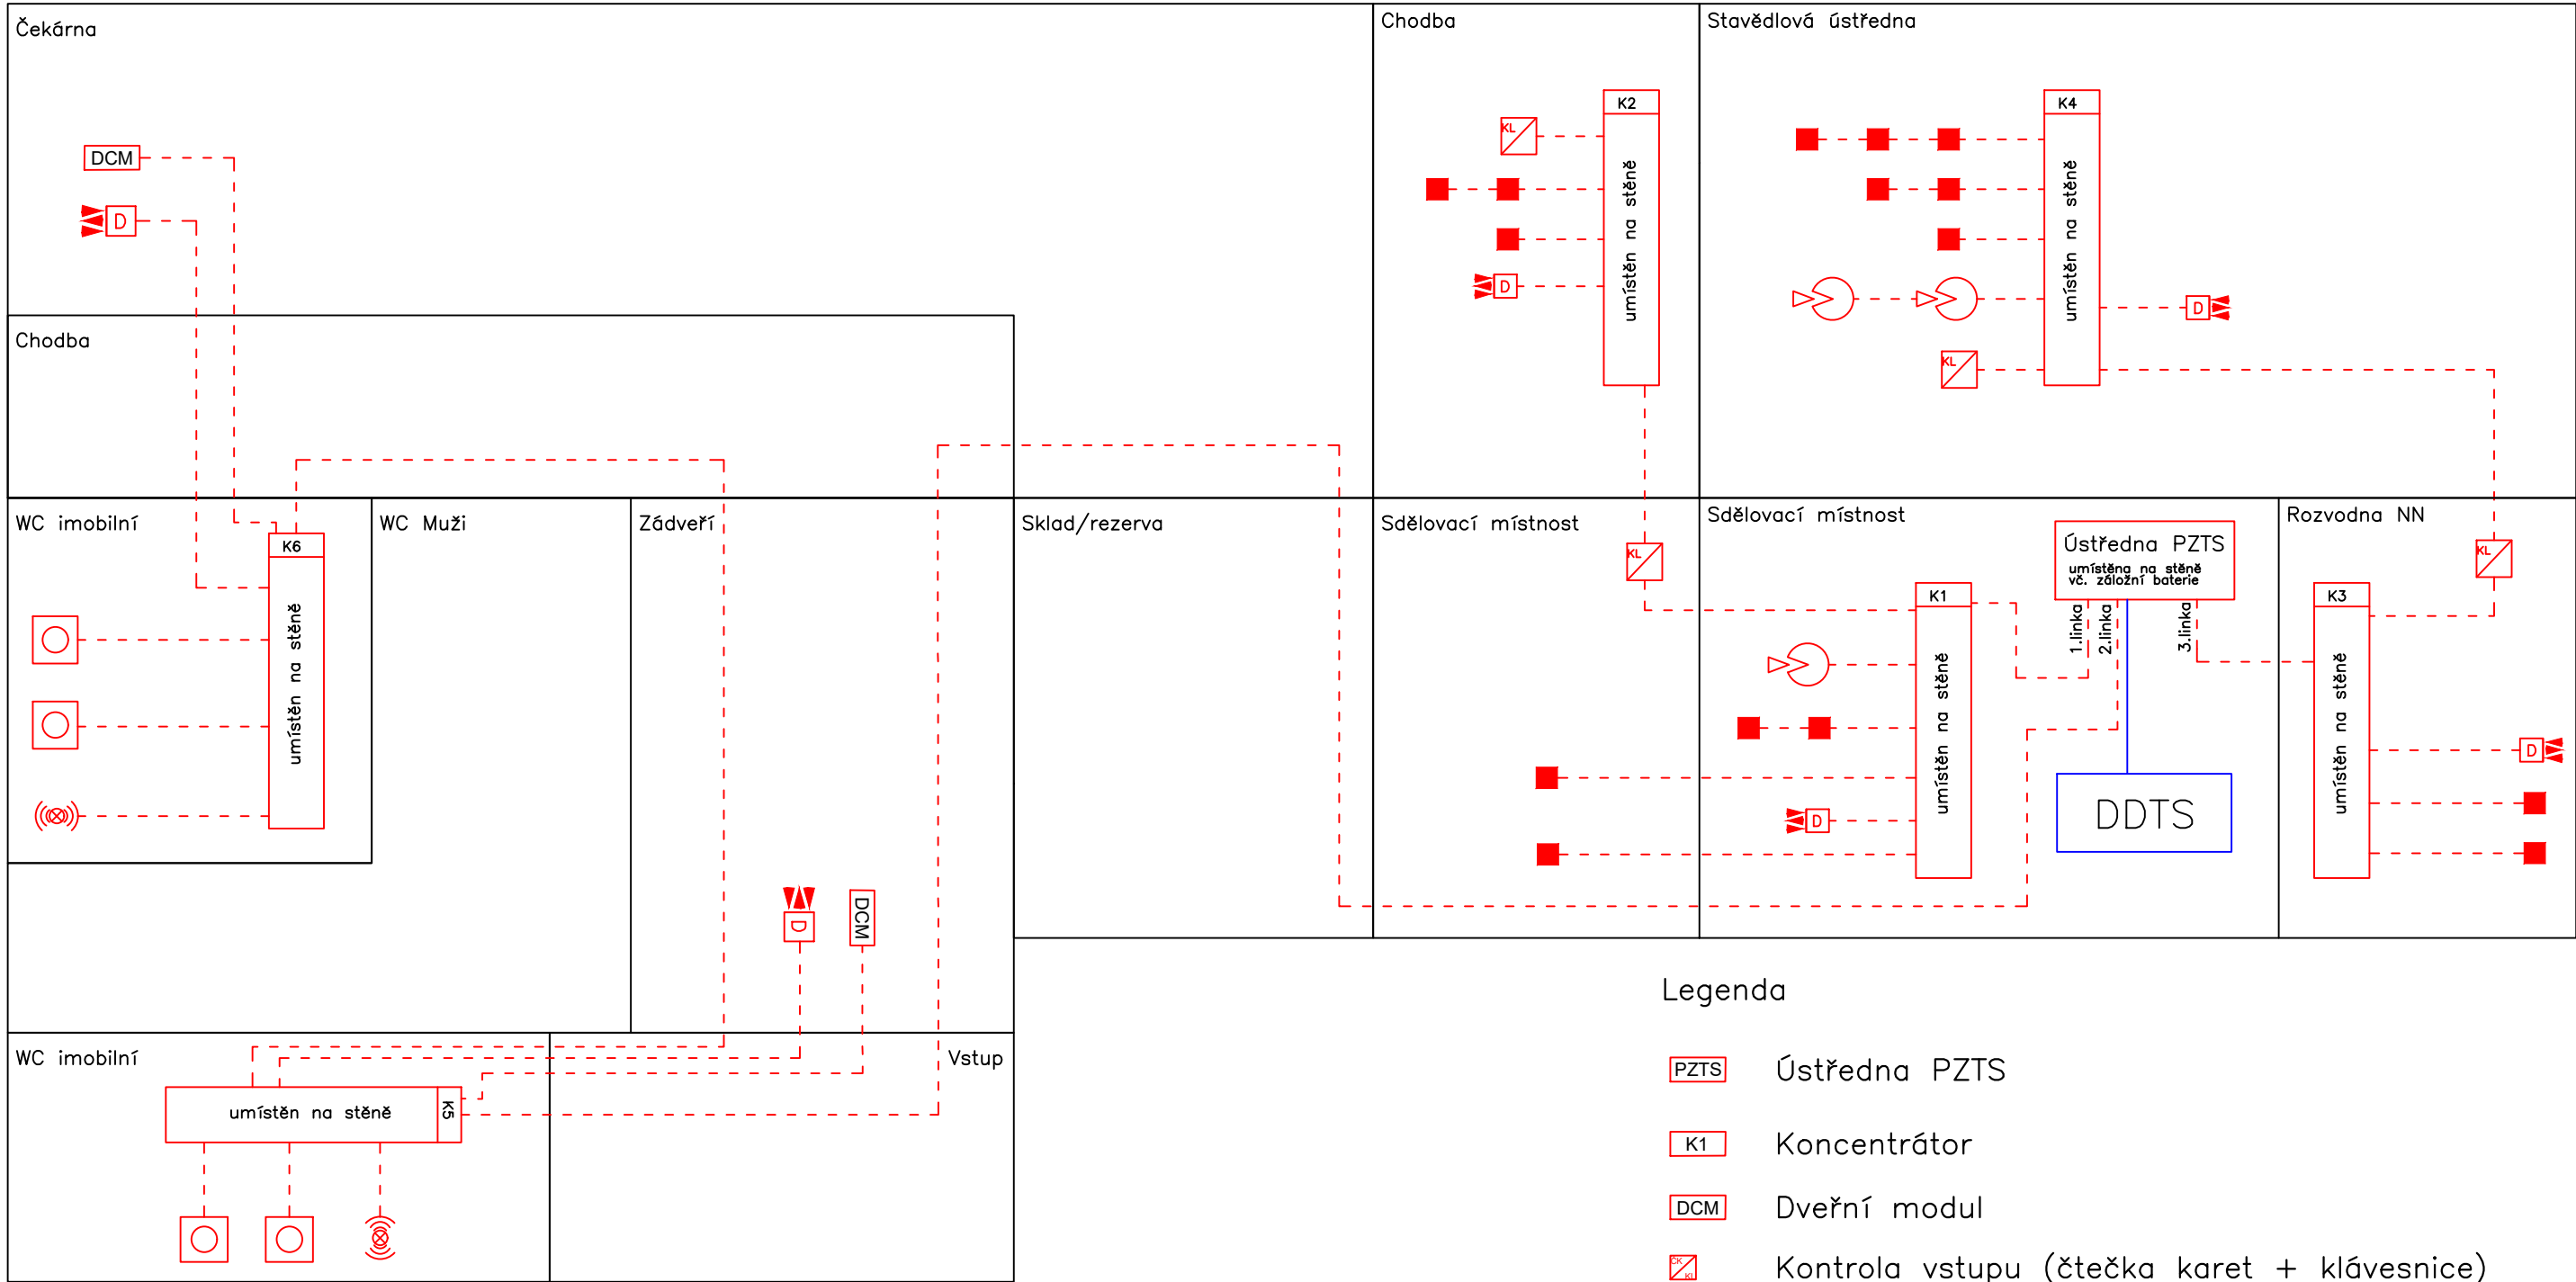 Čekárna
Chodba
Stavědlová ústředna
K2
K4
KL
DCM
D
umístěn na stěně
umístěn na stěně
D
D
Chodba
KL
WC imobilní
WC Muži
Zádveří
Sklad/rezerva
Sdělovací místnost
Sdělovací místnost
Rozvodna NN
K6
KL
Ústředna PZTS
umístěna na stěně
vč. záložní baterie
KL
K1
K3
1.linka
2.linka
3.linka
umístěn na stěně
umístěn na stěně
umístěn na stěně
D
D
DDTS
D
DCM
Legenda
WC imobilní
Vstup
PZTS Ústředna PZTS
umístěn na stěně
K5
K1 Koncentrátor
DCM Dveřní modul
ČK
KL
Kontrola vstupu (čtečka karet + klávesnice)